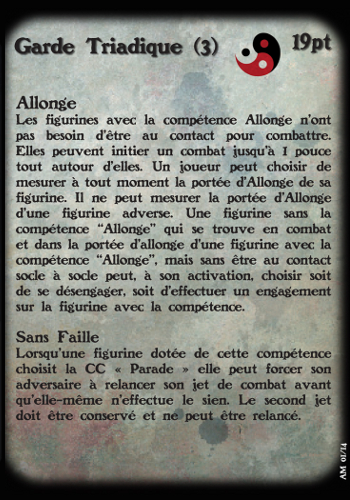 Garde Triadique (3) 19pt
Allonge
Les figurines avec la compétence Allonge n'ont
pas besoin d'être au contact pour combattre.
Elles peuvent initier un combat jusqu'à 1 pouce
tout autour d'elles. Un joueur peut choisir de
mesurer à tout moment la portée d'Allonge de sa
figurine. Il ne peut mesurer la portée d'Allonge
d'une figurine adverse. Une figurine sans la
compétence "Allonge" qui se trouve en combat
et dans la portée d'allonge d'une figurine avec la
compétence "Allonge", mais sans être au contact
socle à socle peut, à son activation, choisir soit
de se désengager, soit d'effectuer un engagement
sur la figurine avec la compétence.
Sans Faille
Lorsqu'une figurine dotée de cette compétence
choisit la CC « Parade » elle peut forcer son
adversaire à relancer son jet de combat avant
qu'elle-même n'effectue le sien. Le second jet
doit être conservé et ne peut être relancé.
AM 01/14